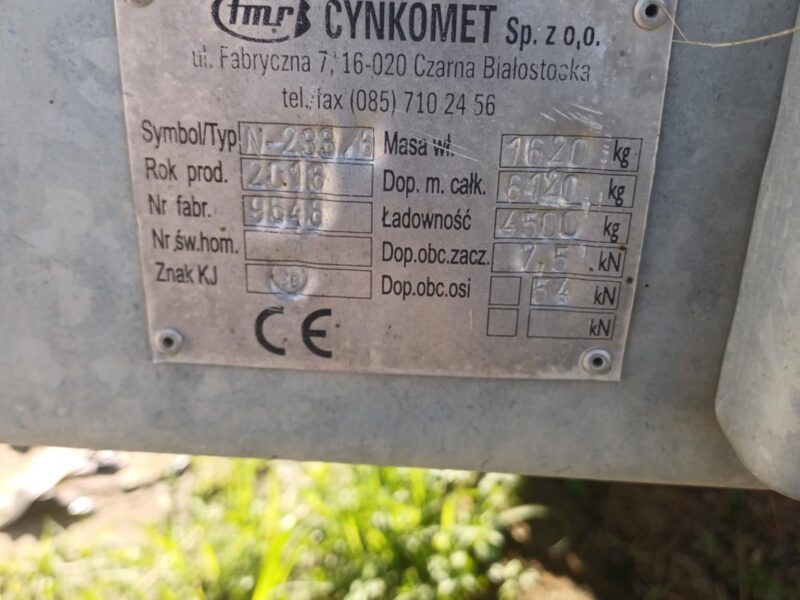 CYNKOMET Sp. z o,o.
ul. Fabryczna 7, 16-020 Czarna Białostocka
tel./fax (085) 710 24 56
Symbol/Typ N-233/6 Masa wł. 1620 kg
Rok prod. 2016 Dop. m. całk. 6120 kg
Nr fabr. Ładowność 4500 kg
Nr św.hom. Dop.obc.zacz. 7,5 kN
Znak KJ Dop.obc.osi 54 kN
CE kN